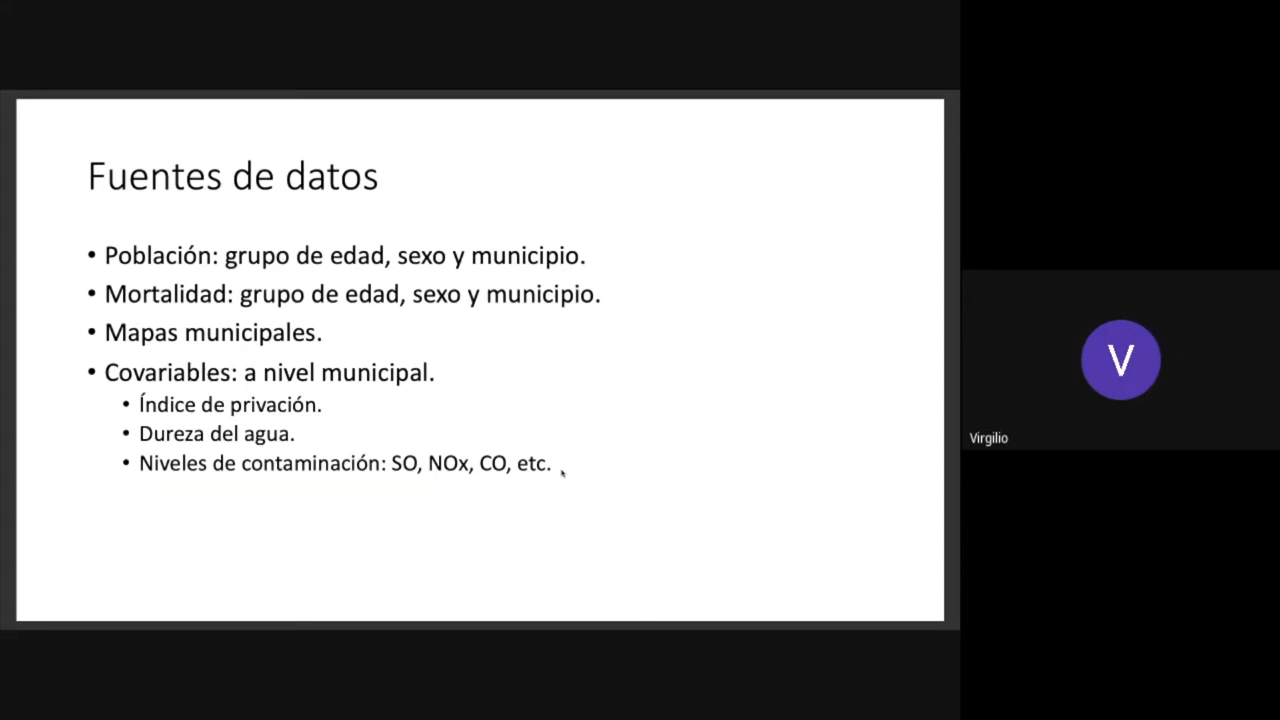 Fuentes de datos
• Población: grupo de edad, sexo y municipio.
• Mortalidad: grupo de edad, sexo y municipio.
• Mapas municipales.
• Covariables: a nivel municipal.
• Índice de privación.
• Dureza del agua.
• Niveles de contaminación: SO, NOx, CO, etc.
V
Virgilio